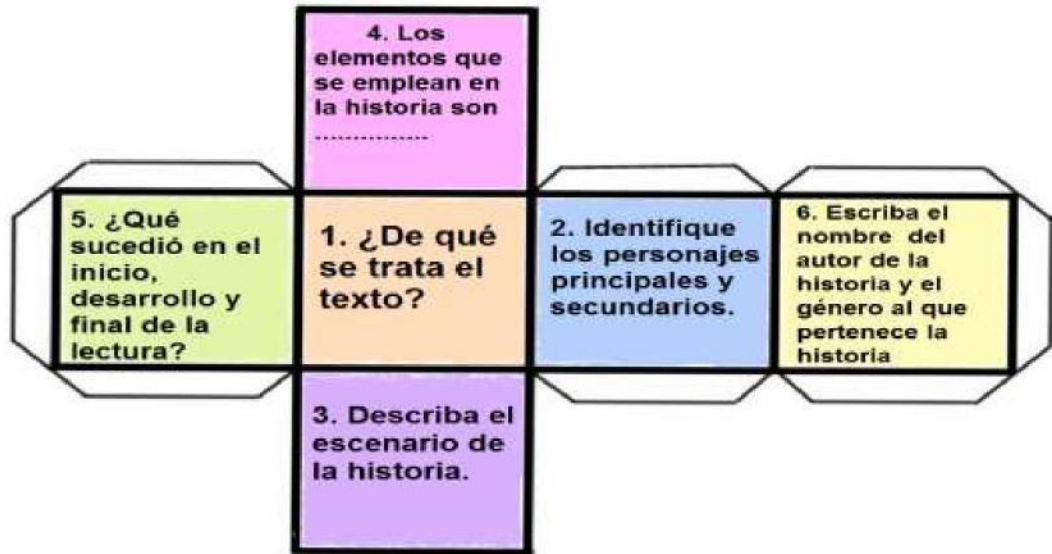 4. Los
elementos que
se emplean en
la historia son
...............
5. ¿Qué
sucedió en el
inicio,
desarrollo y
final de la
lectura?
1. ¿De qué
se trata el
texto?
2. Identifique
los personajes
principales y
secundarios.
6. Escriba el
nombre del
autor de la
historia y el
género al que
pertenece la
historia
3. Describa el
escenario de
la historia.